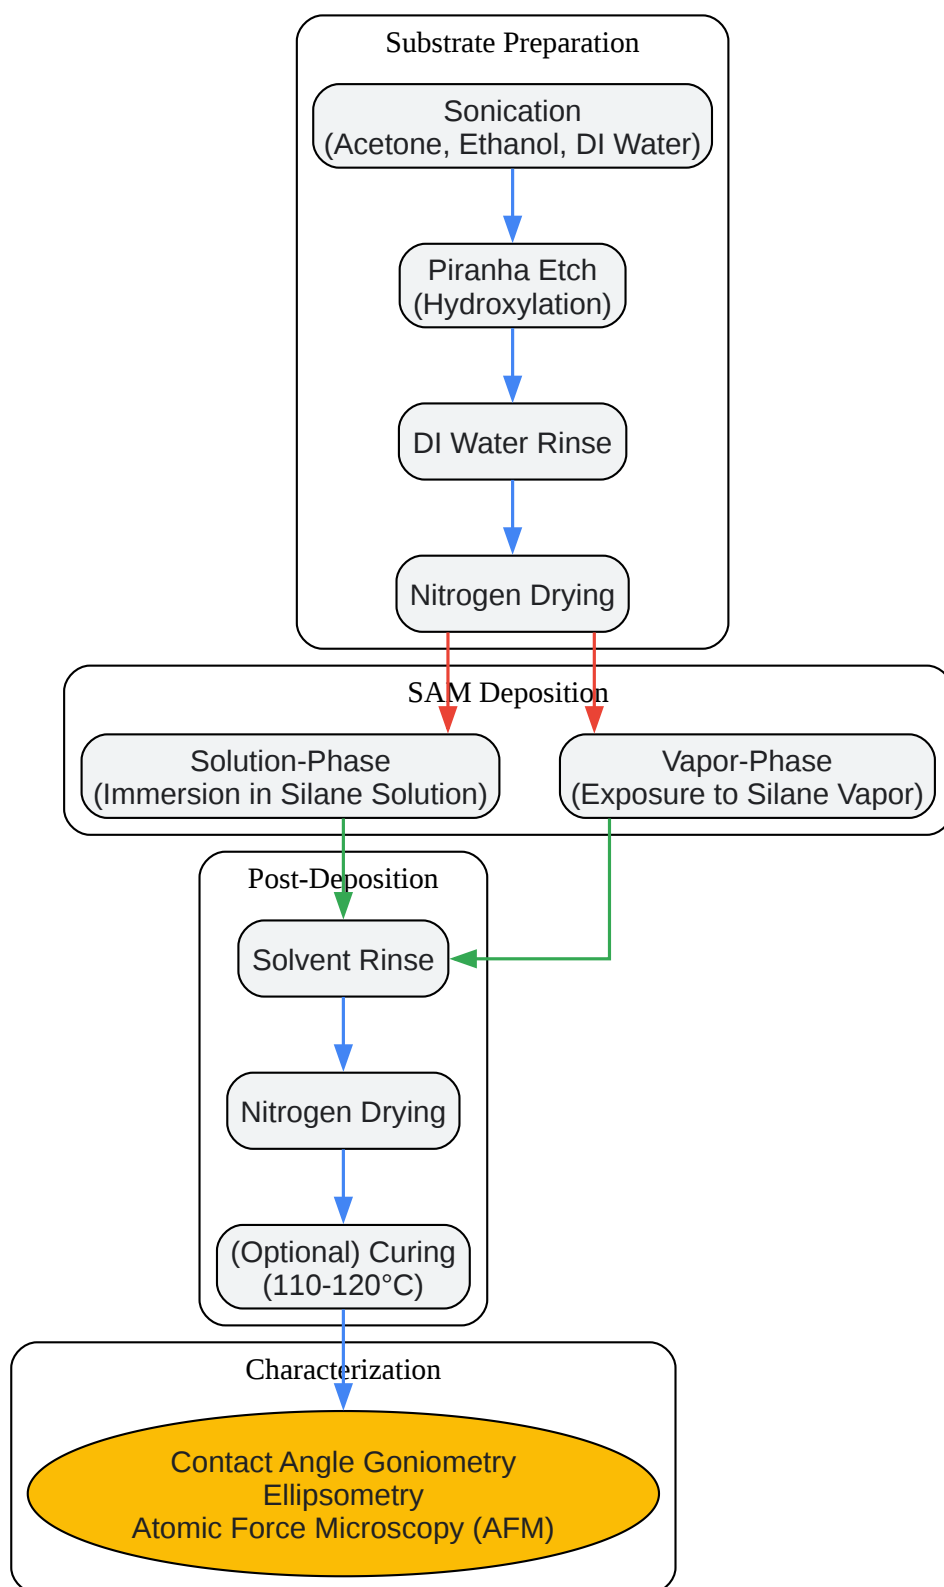 Substrate Preparation
Sonication
(Acetone, Ethanol, DI Water)
Piranha Etch
(Hydroxylation)
DI Water Rinse
Nitrogen Drying
SAM Deposition
Solution-Phase
(Immersion in Silane Solution)
Vapor-Phase
(Exposure to Silane Vapor)
Post-Deposition
Solvent Rinse
Nitrogen Drying
(Optional) Curing
(110-120°C)
Characterization
Contact Angle Goniometry
Ellipsometry
Atomic Force Microscopy (AFM)